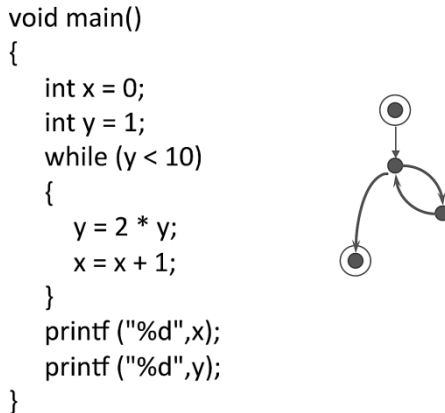 void main()
{
int x = 0;
int y = 1;
while (y < 10)
{
y = 2 * y;
x = x + 1;
}
printf ("%d",x);
printf ("%d",y);
}